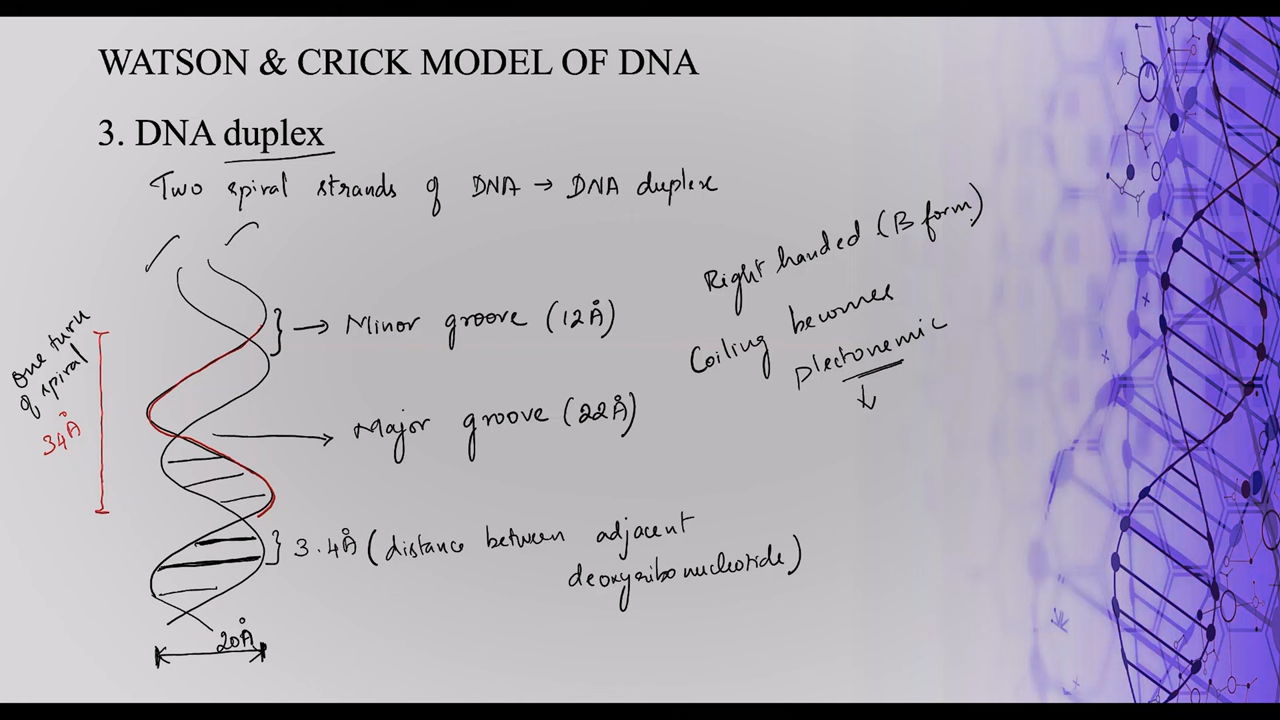 WATSON & CRICK MODEL OF DNA
3. DNA duplex
Two spiral strands of DNA → DNA duplex
Right handed (B form)
Coiling becomes
plectonemic
↓
one turn
of spiral
34Å
→ Minor groove (12Å)
→ Major groove (22Å)
3.4Å (distance between adjacent
deoxyribonucleotide)
20Å